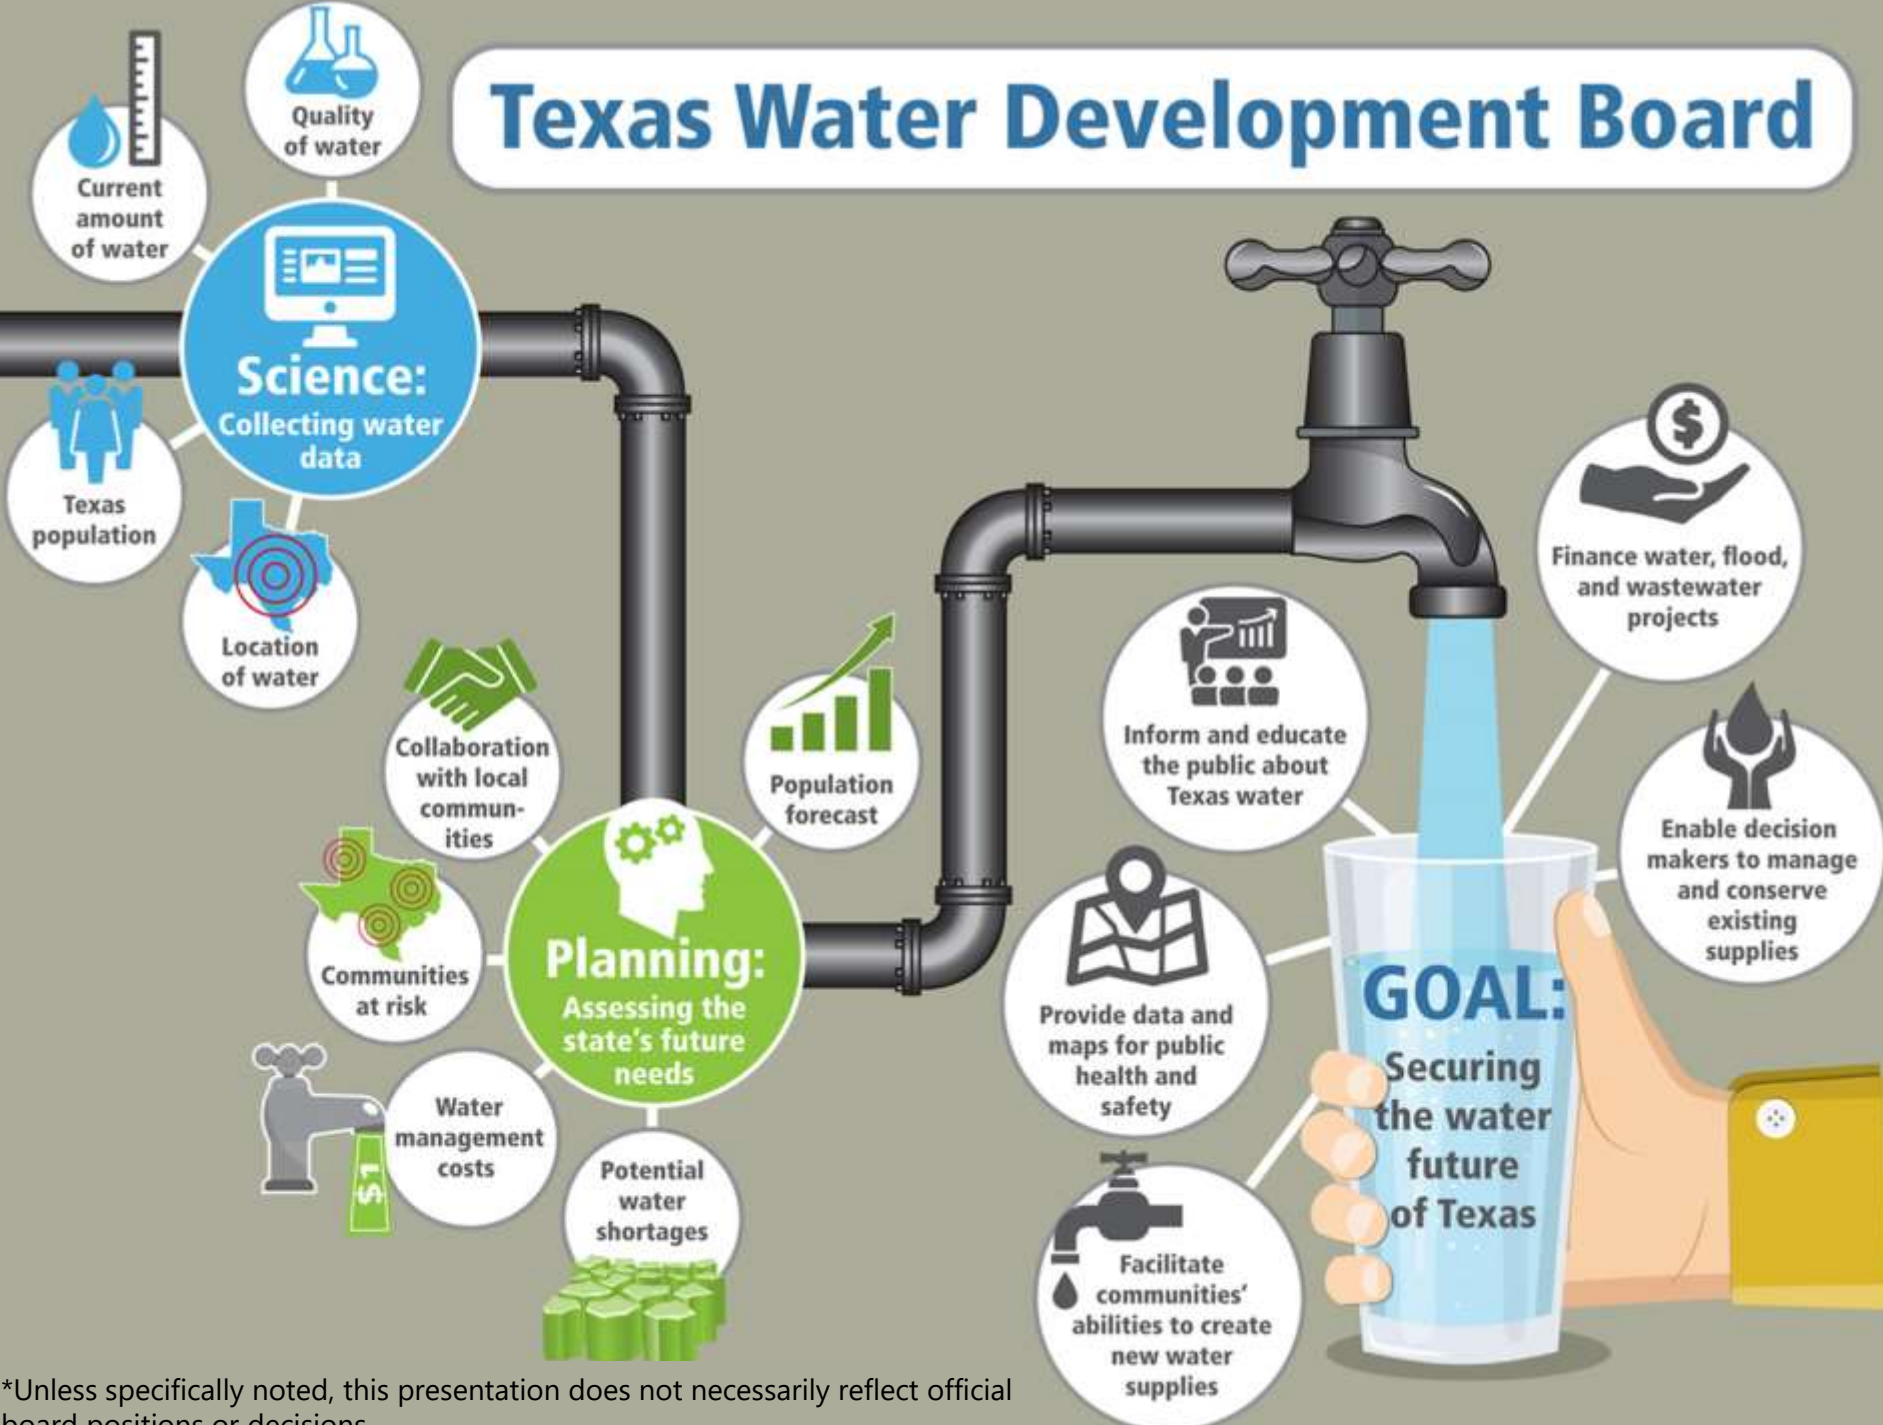 Texas Water Development Board
Quality
of water
Current
amount
of water
Science:
Collecting water
data
Texas
population
Location
of water
Collaboration
with local
commun-
ities
Population
forecast
Communities
at risk
Planning:
Assessing the
state's future
needs
Water
management
costs
$1
Potential
water
shortages
$
Finance water, flood,
and wastewater
projects
Inform and educate
the public about
Texas water
Enable decision
makers to manage
and conserve
existing
supplies
Provide data and
maps for public
health and
safety
GOAL:
Securing
the water
future
of Texas
Facilitate
communities'
abilities to create
new water
supplies
*Unless specifically noted, this presentation does not necessarily reflect official
board positions or decisions